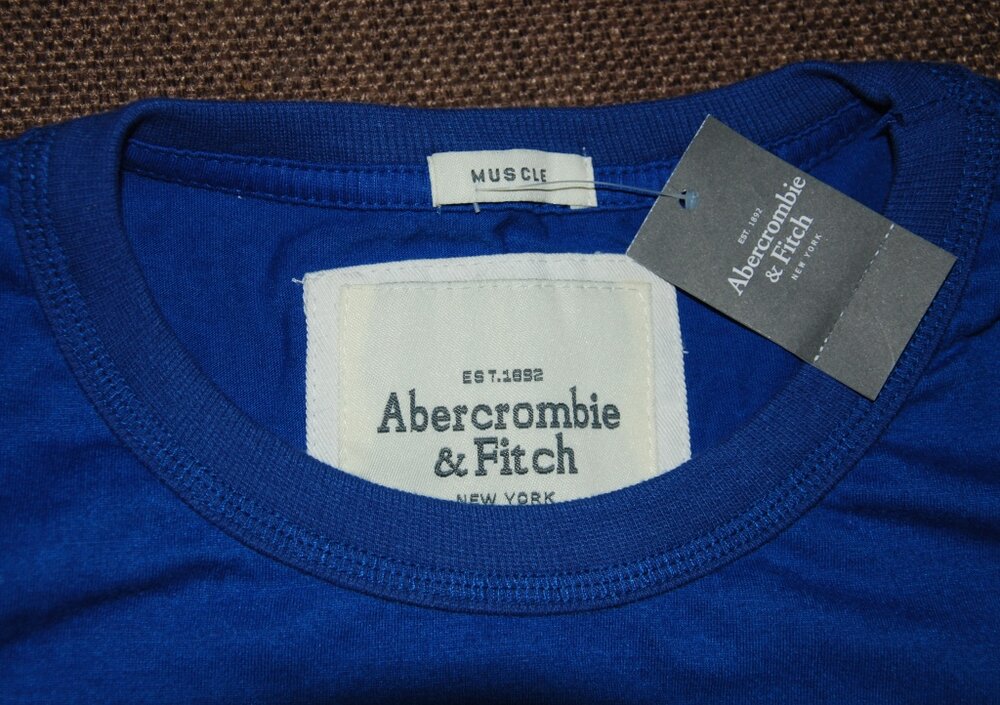 MUSCLE
EST. 1892
Abercrombie
& Fitch
NEW YORK
EST.1892
Abercrombie
& Fitch
NEW YORK